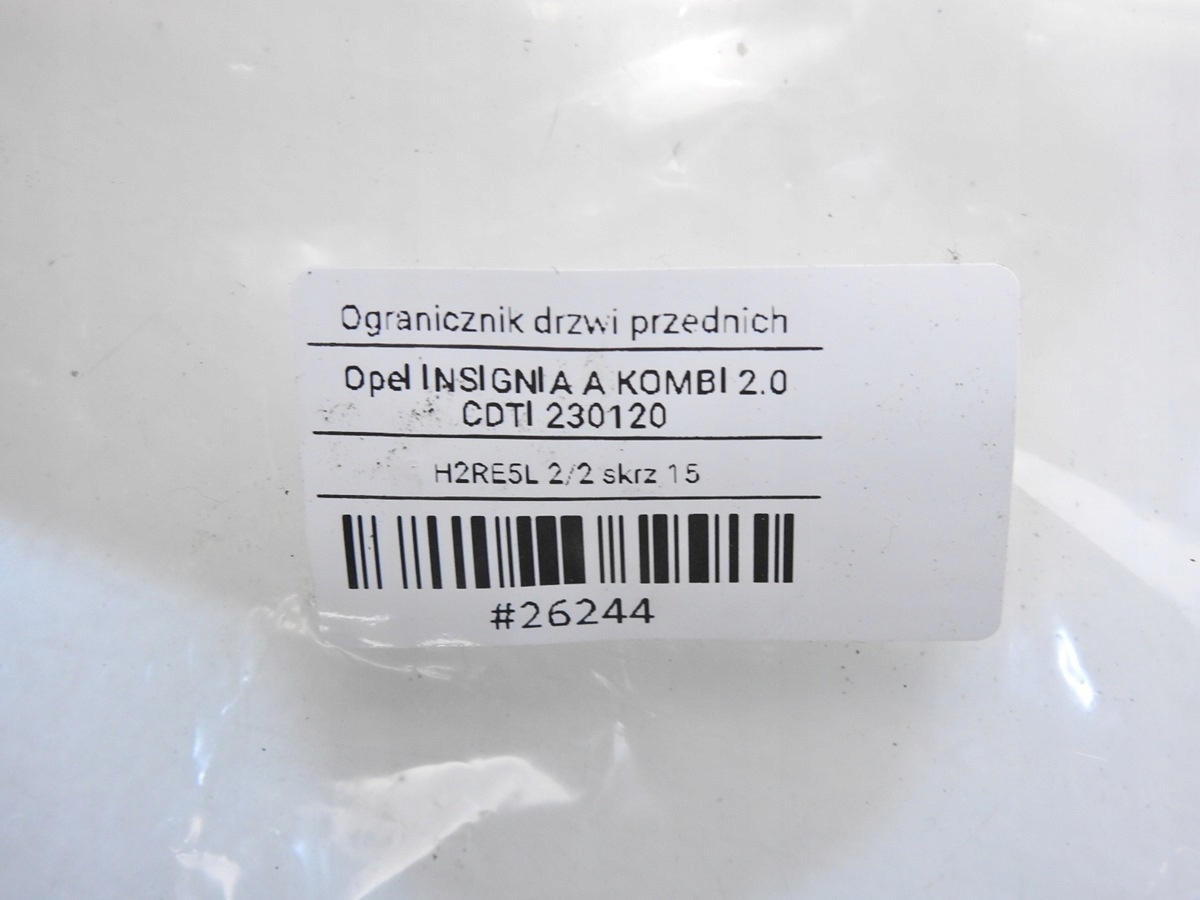 Ogranicznik drzwi przednich
Opel INSIGNIA A KOMBI 2.0
CDTI 230120
H2RE5L 2/2 skrz 15
#26244